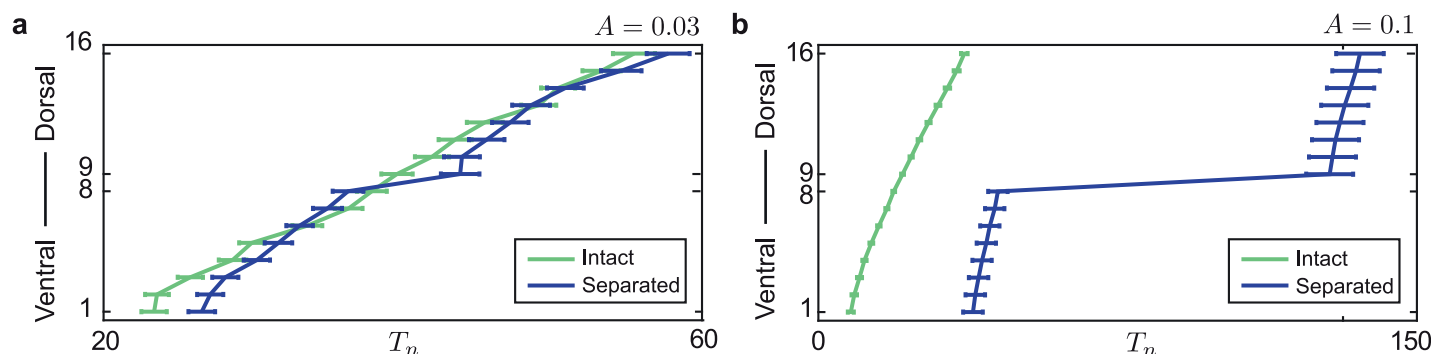 a
A = 0.03
16
9
8
1
Ventral — Dorsal
Intact
Separated
20
T_n
60
b
A = 0.1
16
9
8
1
Ventral — Dorsal
Intact
Separated
0
T_n
150